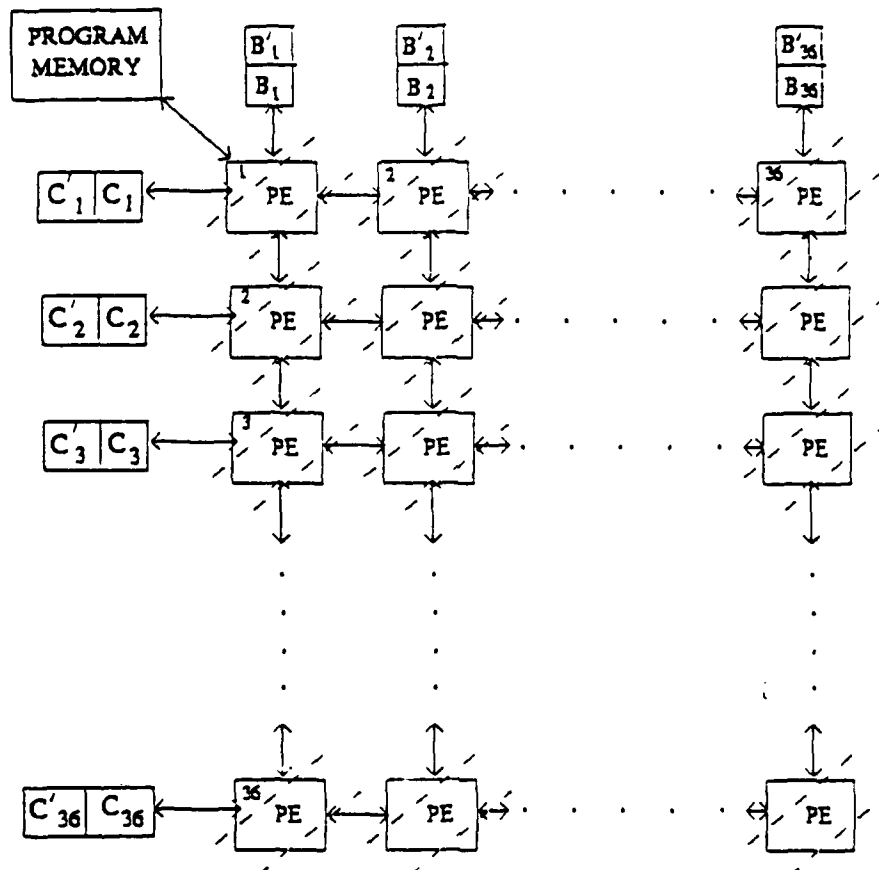 PROGRAM
MEMORY
B'1 B'2 B'36
B1 B2 B36
1 2 36
C'1 C1 PE PE PE
2
C'2 C2 PE PE PE
3
C'3 C3 PE PE PE
36
C'36 C36 PE PE PE